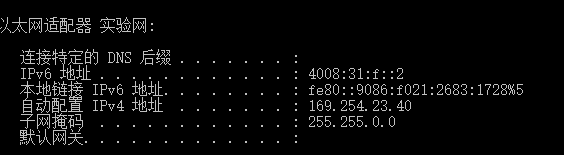 以太网适配器 实验网:
连接特定的 DNS 后缀 . . . . . . . :
IPv6 地址 . . . . . . . . . . . . : 4008:31:f::2
本地链接 IPv6 地址. . . . . . . . : fe80::9086:f021:2683:1728%5
自动配置 IPv4 地址 . . . . . . . : 169.254.23.40
子网掩码 . . . . . . . . . . . . : 255.255.0.0
默认网关. . . . . . . . . . . . . :